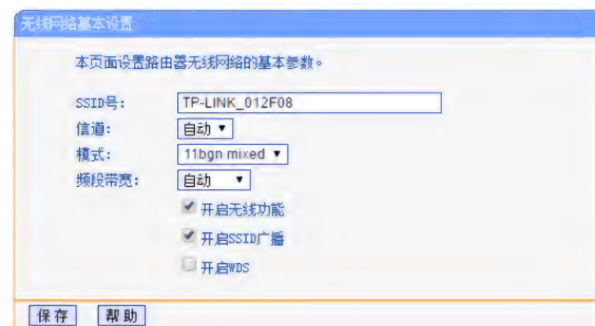 无线网络基本设置
本页面设置路由器无线网络的基本参数。
SSID号： TP-LINK_012F08
信道： 自动
模式： 11bgn mixed
频段带宽： 自动
开启无线功能
开启SSID广播
开启WDS
保存 帮助